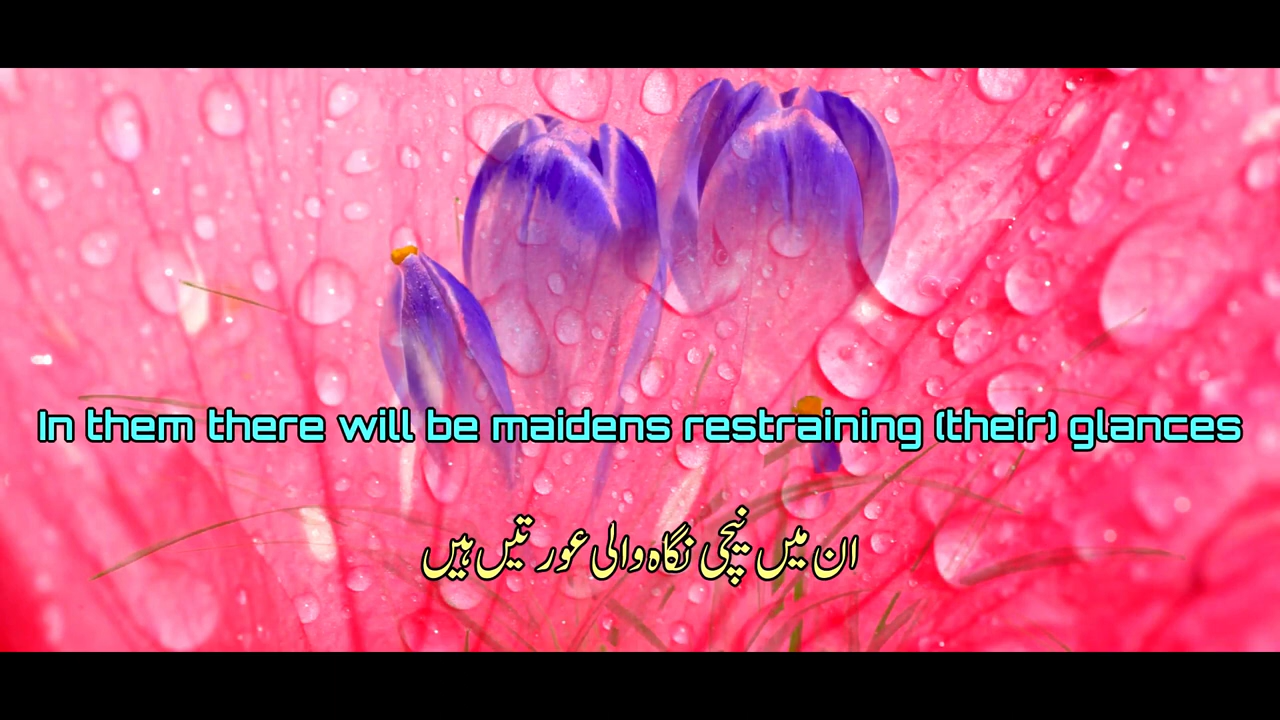 In them there will be maidens restraining (their) glances
ان میں نیچی نگاہ والی عورتیں ہیں